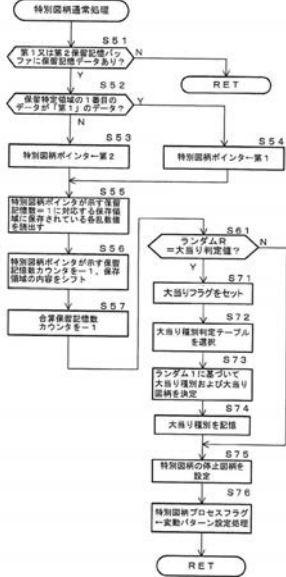 特別図柄通常処理
S51
第1又は第2保留記憶バッ
ファに保留記憶データあり?
N
Y
RET
S52
保留特定領域の1番目の
データが「第1」のデータ?
Y
N
S53
特別図柄ポインタ←第2
S54
特別図柄ポインタ←第1
S55
特別図柄ポインタが示す保留
記憶数=1に対応する保存領
域に保存されている各乱数値
を読出す
S56
特別図柄ポインタが示す保留
記憶数カウンタを-1、保存
領域の内容をシフト
S57
合算保留記憶数
カウンタを-1
S61
ランダムR
=大当り判定値?
N
Y
S71
大当りフラグをセット
S72
大当り種別判定テーブル
を選択
S73
ランダム1に基づいて
大当り種別および大当り
図柄を決定
S74
大当り種別を記憶
S75
特別図柄の停止図柄を
設定
S76
特別図柄プロセスフラグ
←変動パターン設定処理
RET